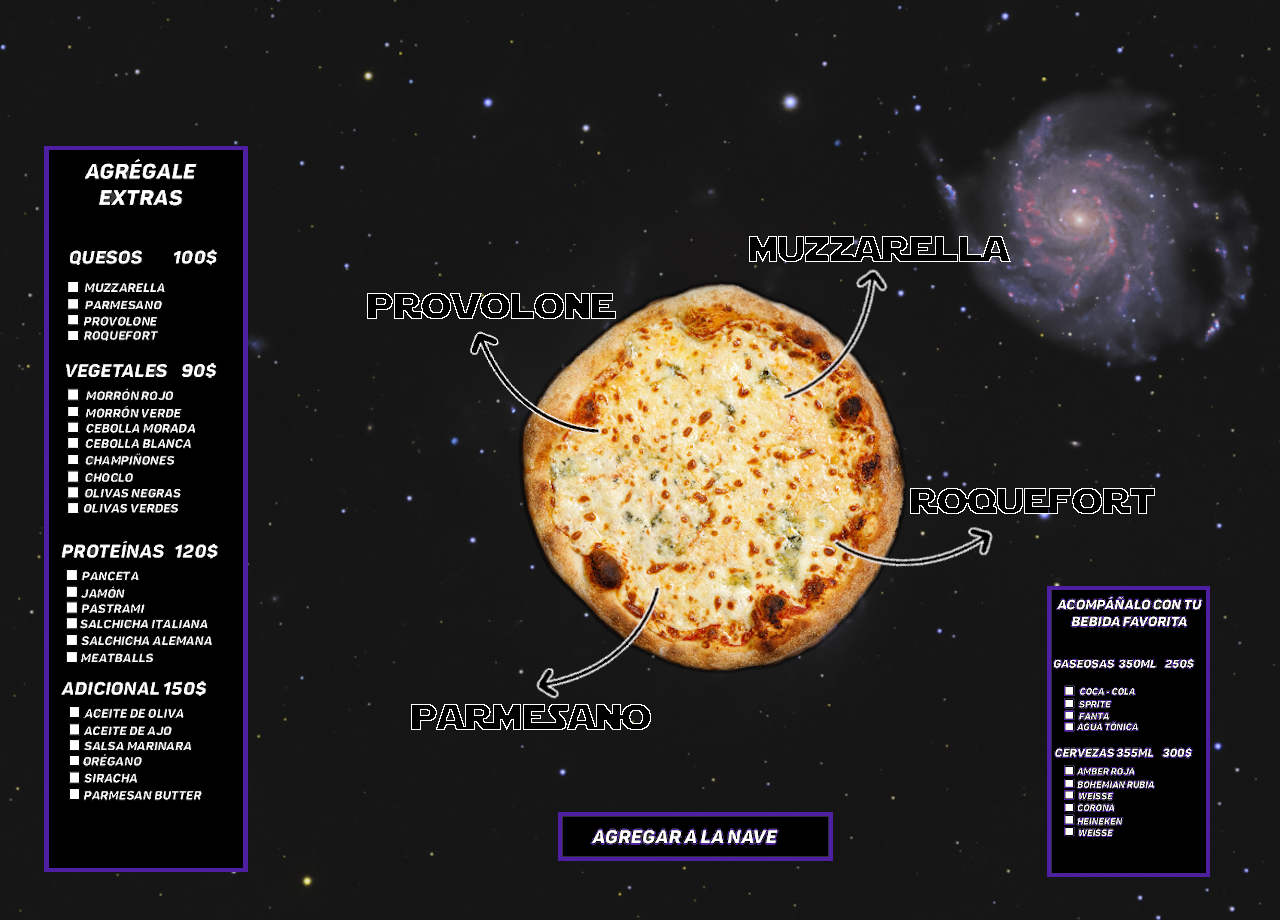 AGRÉGALE
EXTRAS
QUESOS 100$
MUZZARELLA
PARMESANO
PROVOLONE
ROQUEFORT
VEGETALES 90$
MORRÓN ROJO
MORRÓN VERDE
CEBOLLA MORADA
CEBOLLA BLANCA
CHAMPIÑONES
CHOCLO
OLIVAS NEGRAS
OLIVAS VERDES
PROTEÍNAS 120$
PANCETA
JAMÓN
PASTRAMI
SALCHICHA ITALIANA
SALCHICHA ALEMANA
MEATBALLS
ADICIONAL 150$
ACEITE DE OLIVA
ACEITE DE AJO
SALSA MARINARA
ORÉGANO
SIRACHA
PARMESAN BUTTER
MUZZARELLA
PROVOLONE
ROQUEFORT
PARMESANO
AGREGAR A LA NAVE
ACOMPÁÑALO CON TU
BEBIDA FAVORITA
GASEOSAS 350ML 250$
COCA - COLA
SPRITE
FANTA
AGUA TÓNICA
CERVEZAS 355ML 300$
AMBER ROJA
BOHEMIAN RUBIA
WEISSE
CORONA
HEINEKEN
WEISSE